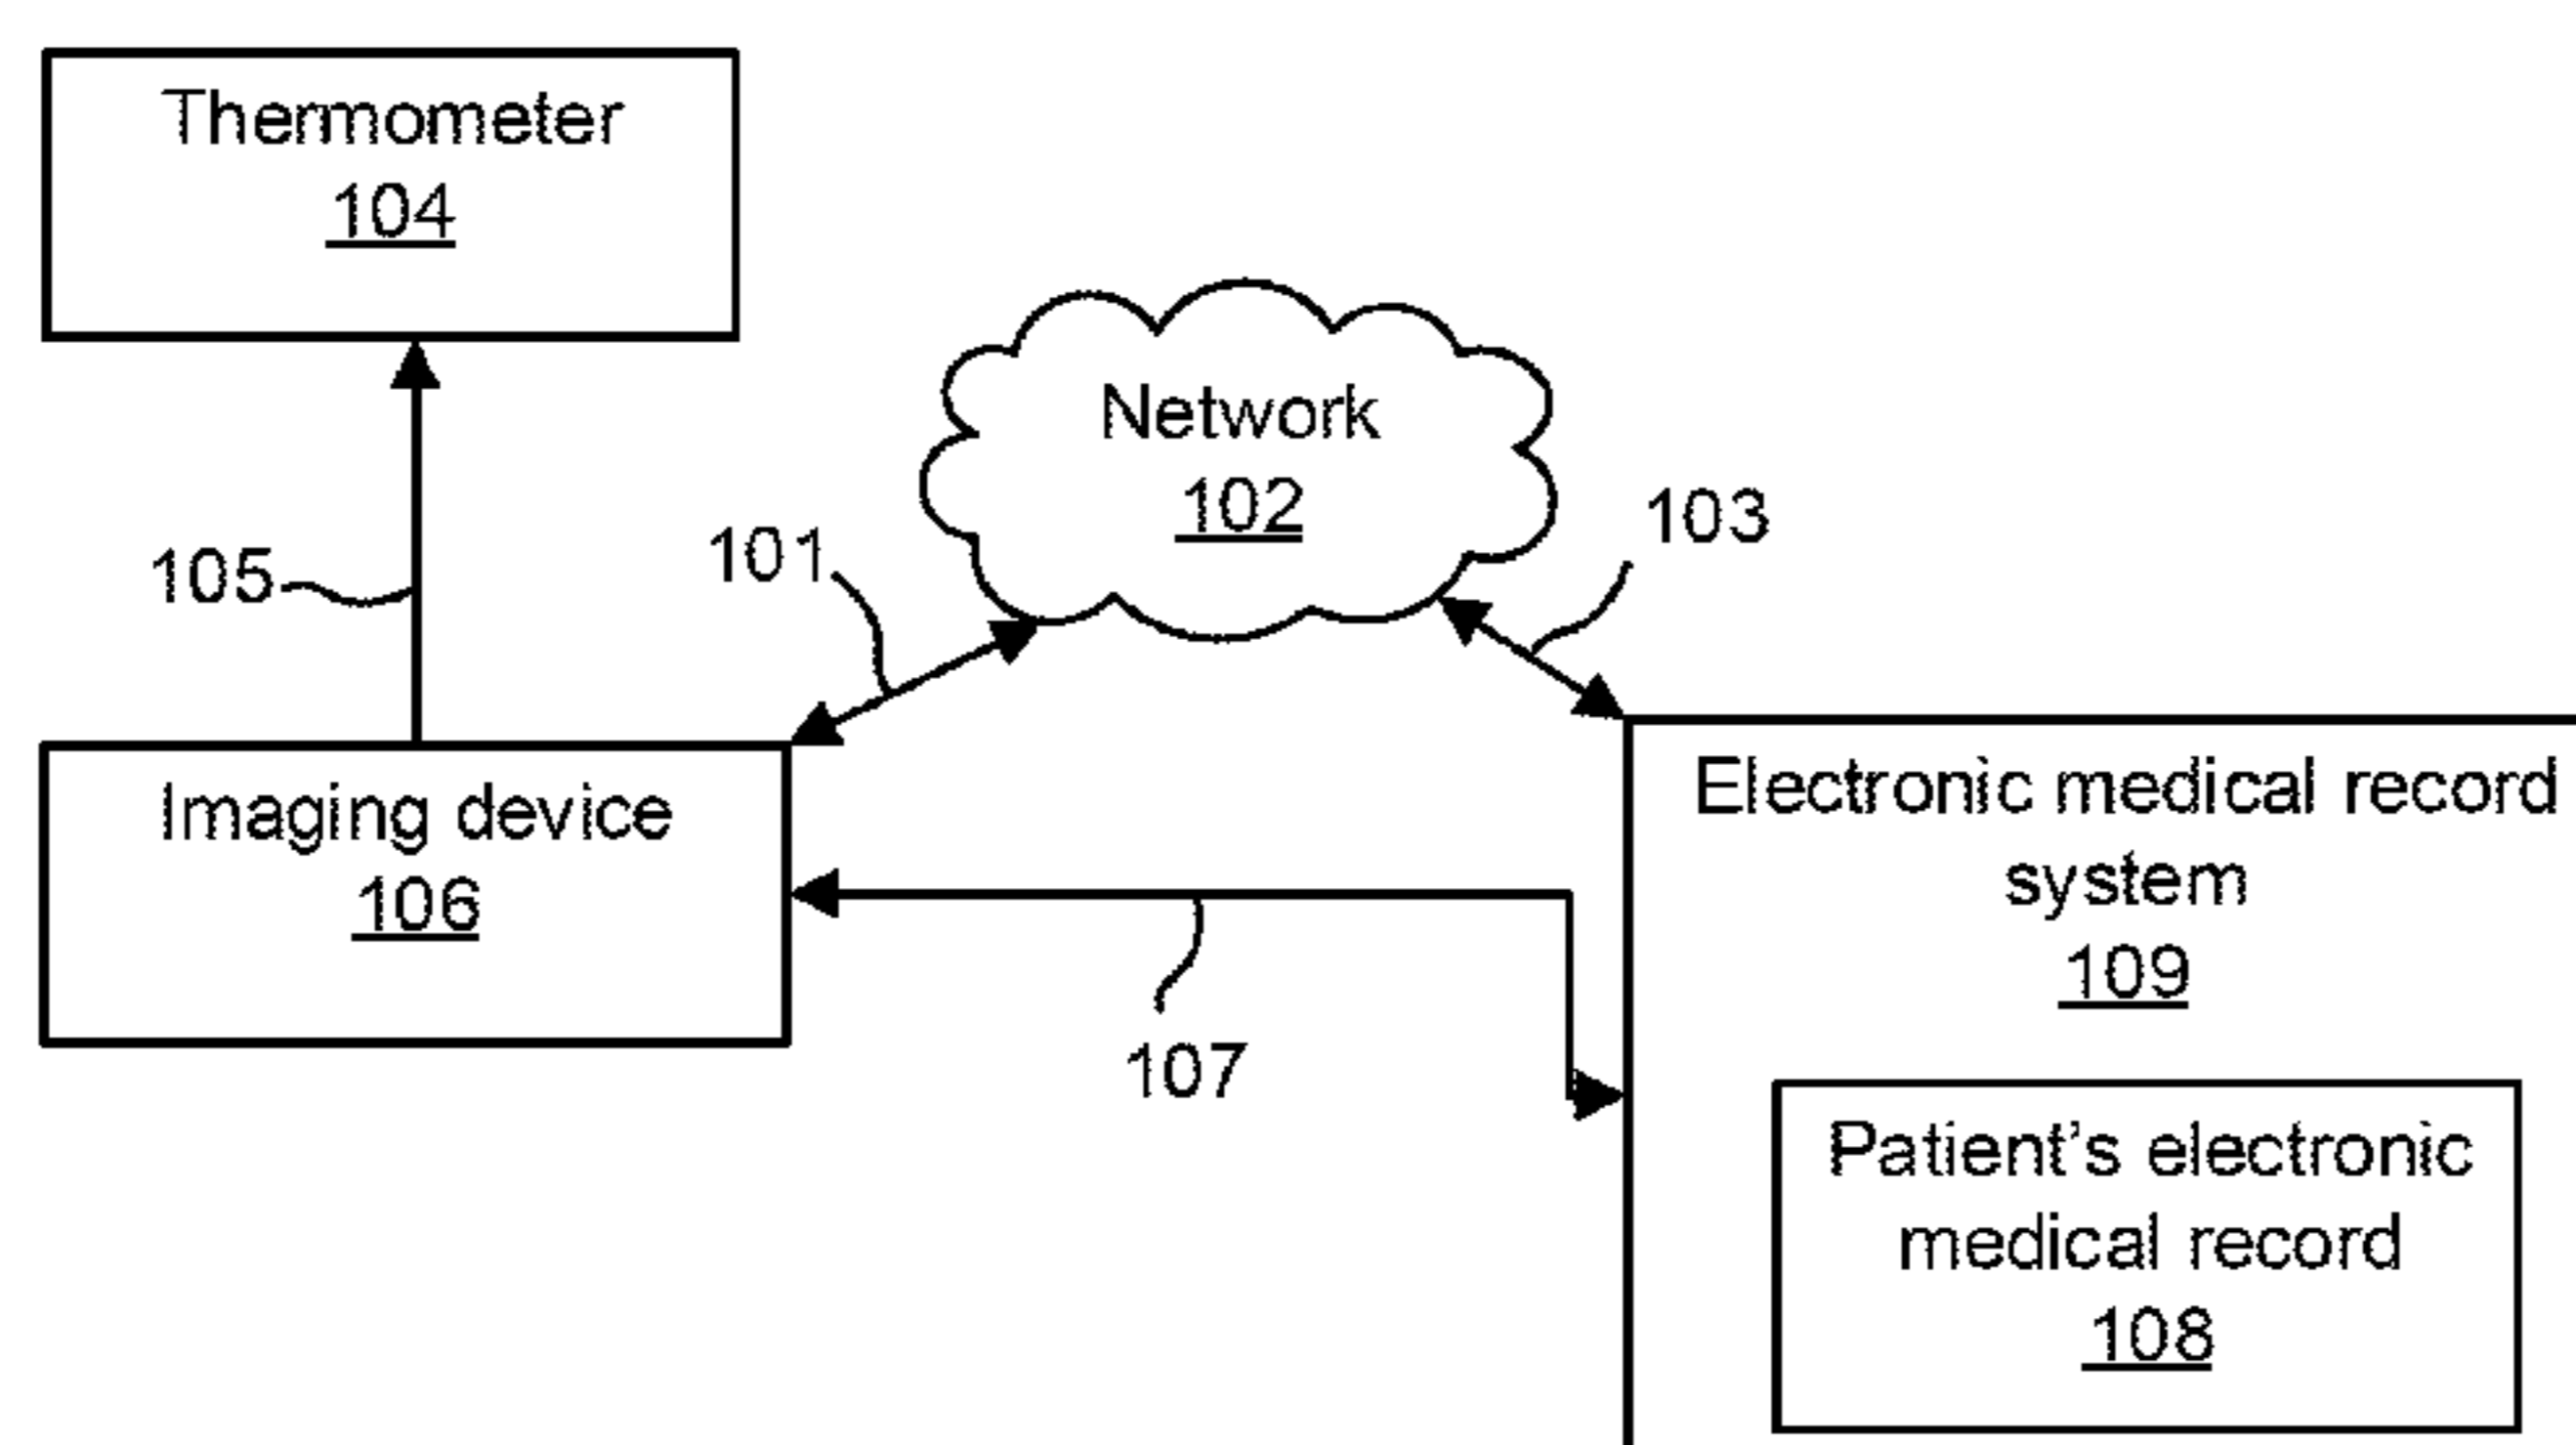 Thermometer
104
Network
102
103
101
105
Imaging device
106
Electronic medical record
system
109
107
Patient's electronic
medical record
108